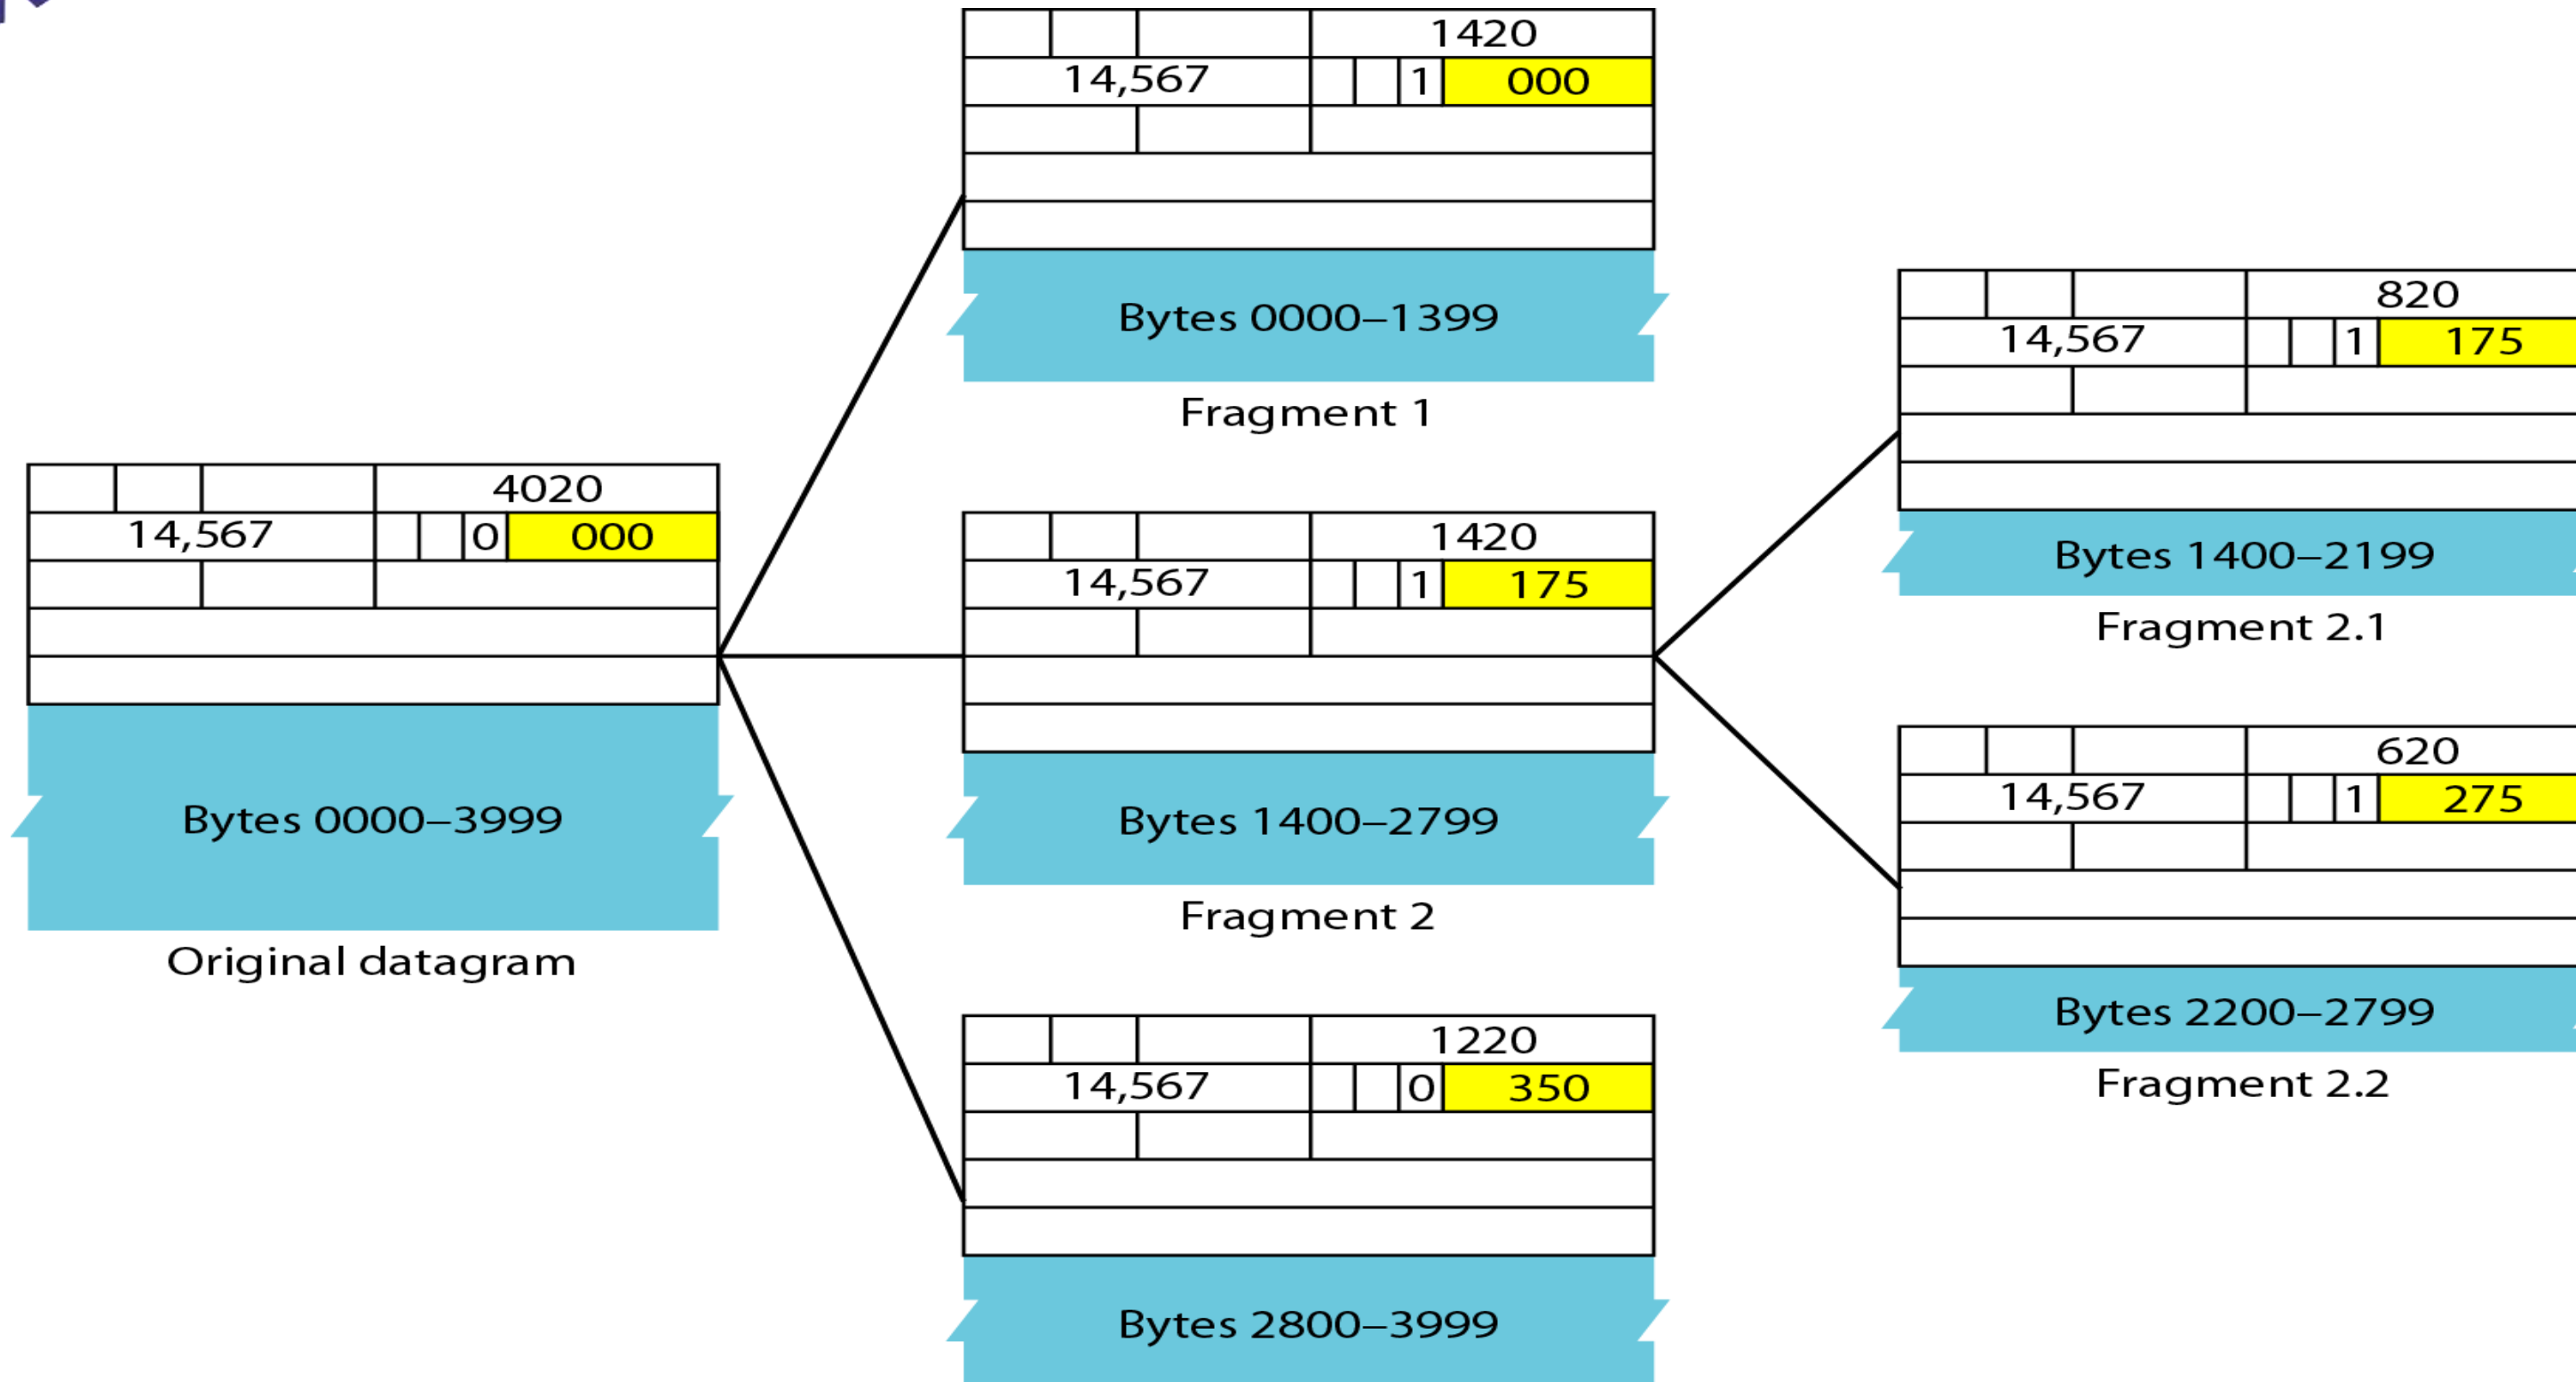 4020
14,567 0 000
Bytes 0000–3999
Original datagram
1420
14,567 1 000
Bytes 0000–1399
Fragment 1
1420
14,567 1 175
Bytes 1400–2799
Fragment 2
1220
14,567 0 350
Bytes 2800–3999
820
14,567 1 175
Bytes 1400–2199
Fragment 2.1
620
14,567 1 275
Bytes 2200–2799
Fragment 2.2